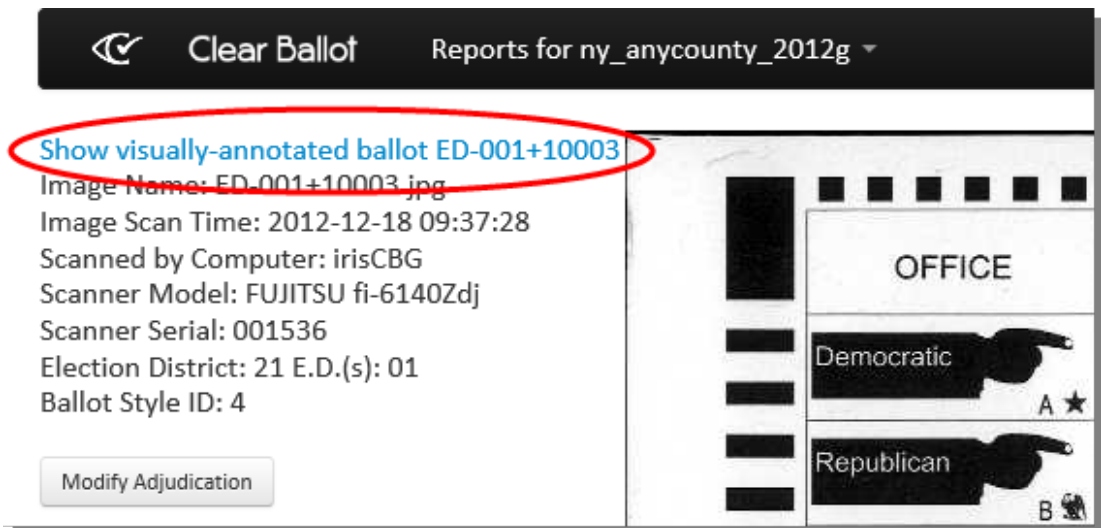 Clear Ballot Reports for ny_anycounty_2012g
Show visually-annotated ballot ED-001+10003
Image Name: ED-001+10003.jpg
Image Scan Time: 2012-12-18 09:37:28
Scanned by Computer: irisCBG
Scanner Model: FUJITSU fi-6140Zdj
Scanner Serial: 001536
Election District: 21 E.D.(s): 01
Ballot Style ID: 4
Modify Adjudication
OFFICE
Democratic
A ★
Republican
B